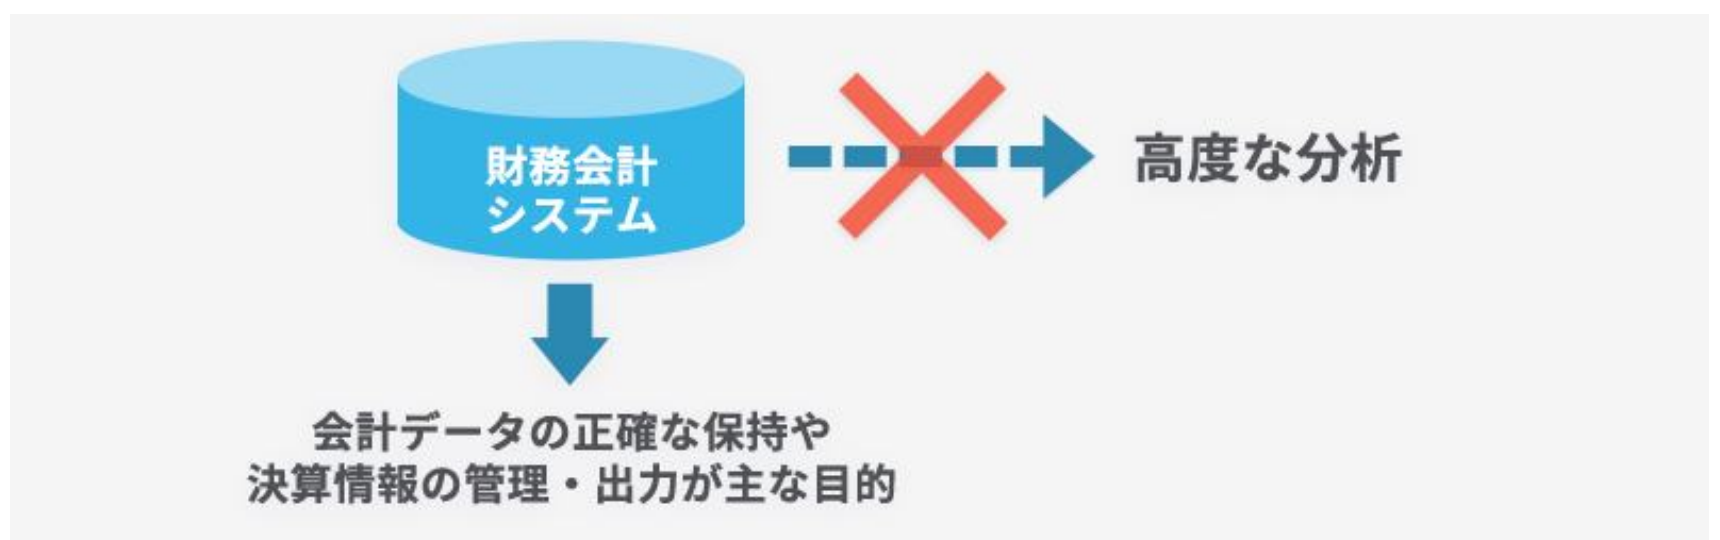 財務会計
システム
高度な分析
会計データの正確な保持や
決算情報の管理・出力が主な目的